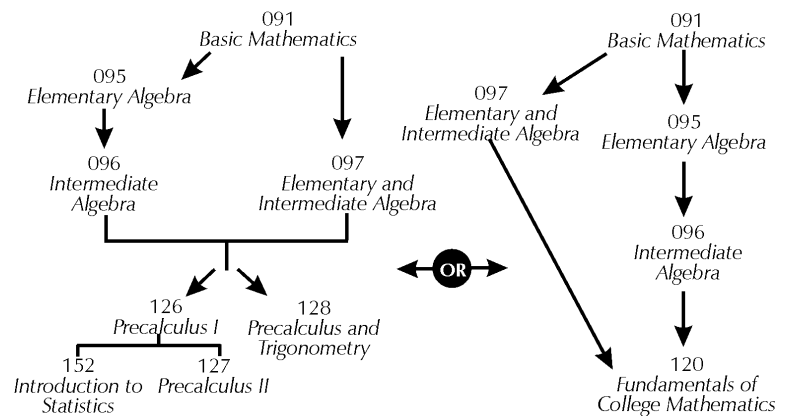 091
Basic Mathematics
095
Elementary Algebra
096
Intermediate
Algebra
097
Elementary and
Intermediate Algebra
126
Precalculus I
128
Precalculus and
Trigonometry
152
Introduction to
Statistics
127
Precalculus II
OR
091
Basic Mathematics
097
Elementary and
Intermediate Algebra
095
Elementary Algebra
096
Intermediate
Algebra
120
Fundamentals of
College Mathematics